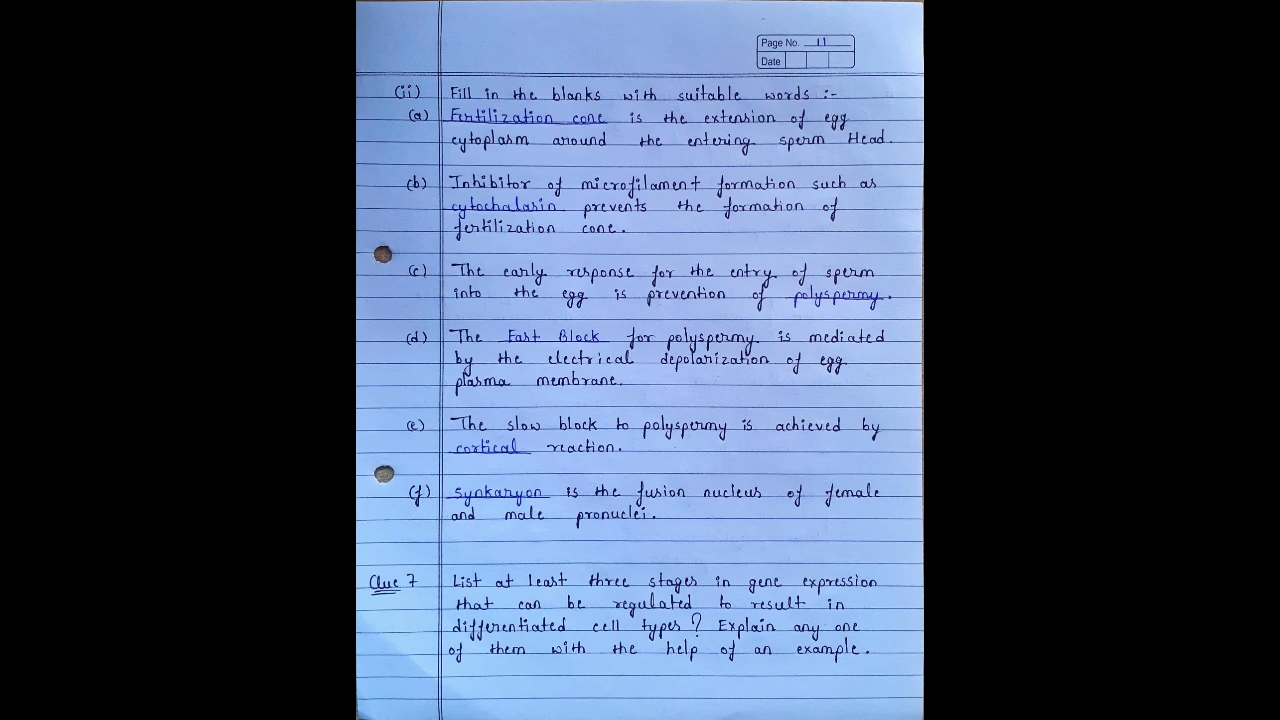 Page No. 11
Date
(ii) Fill in the blanks with suitable words :-
(a) Fertilization cone is the extension of egg
cytoplasm around the entering sperm Head.
(b) Inhibitor of microfilament formation such as
cytochalasin prevents the formation of
fertilization cone.
(c) The early response for the entry of sperm
into the egg is prevention of polyspermy.
(d) The Fast Block for polyspermy is mediated
by the electrical depolarization of egg
plasma membrane.
(e) The slow block to polyspermy is achieved by
cortical reaction.
(f) Synkaryon is the fusion nucleus of female
and male pronuclei.
Que 7 List at least three stages in gene expression
that can be regulated to result in
differentiated cell types? Explain any one
of them with the help of an example.